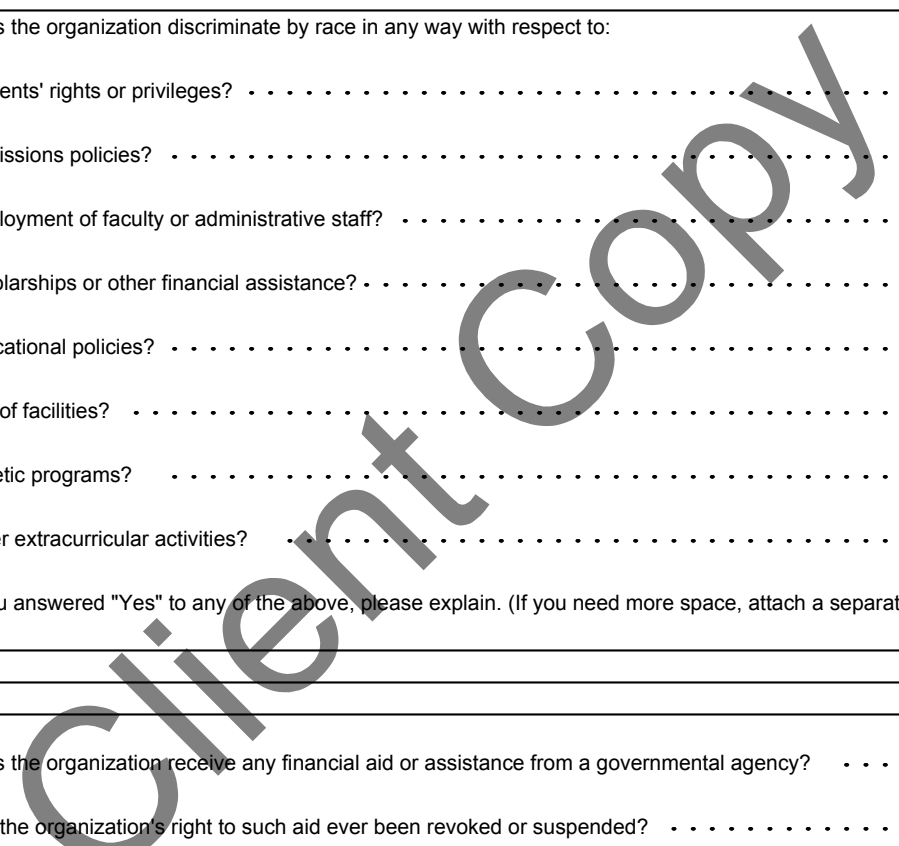 s the organization discriminate by race in any way with respect to:
ents' rights or privileges?
issions policies?
loyment of faculty or administrative staff?
olarships or other financial assistance?
cational policies?
of facilities?
etic programs?
er extracurricular activities?
u answered "Yes" to any of the above, please explain. (If you need more space, attach a separat
s the organization receive any financial aid or assistance from a governmental agency?
the organization's right to such aid ever been revoked or suspended?
Client Copy